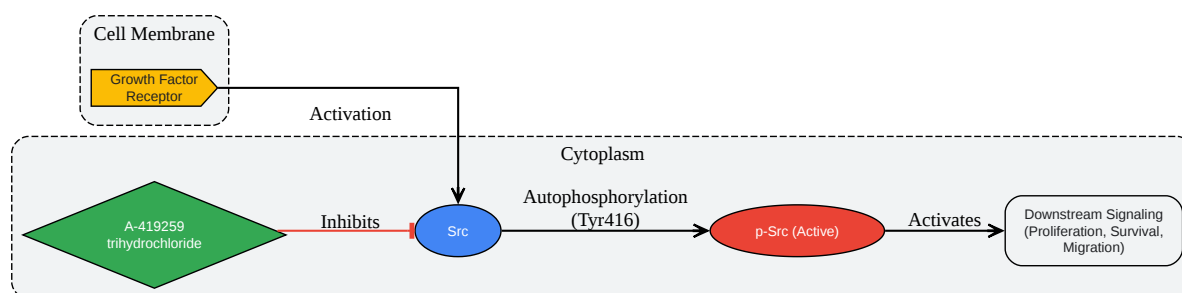 Cell Membrane
Growth Factor
Receptor
Activation
Cytoplasm
A-419259
trihydrochloride
Inhibits
Src
Autophosphorylation
(Tyr416)
p-Src (Active)
Activates
Downstream Signaling
(Proliferation, Survival,
Migration)